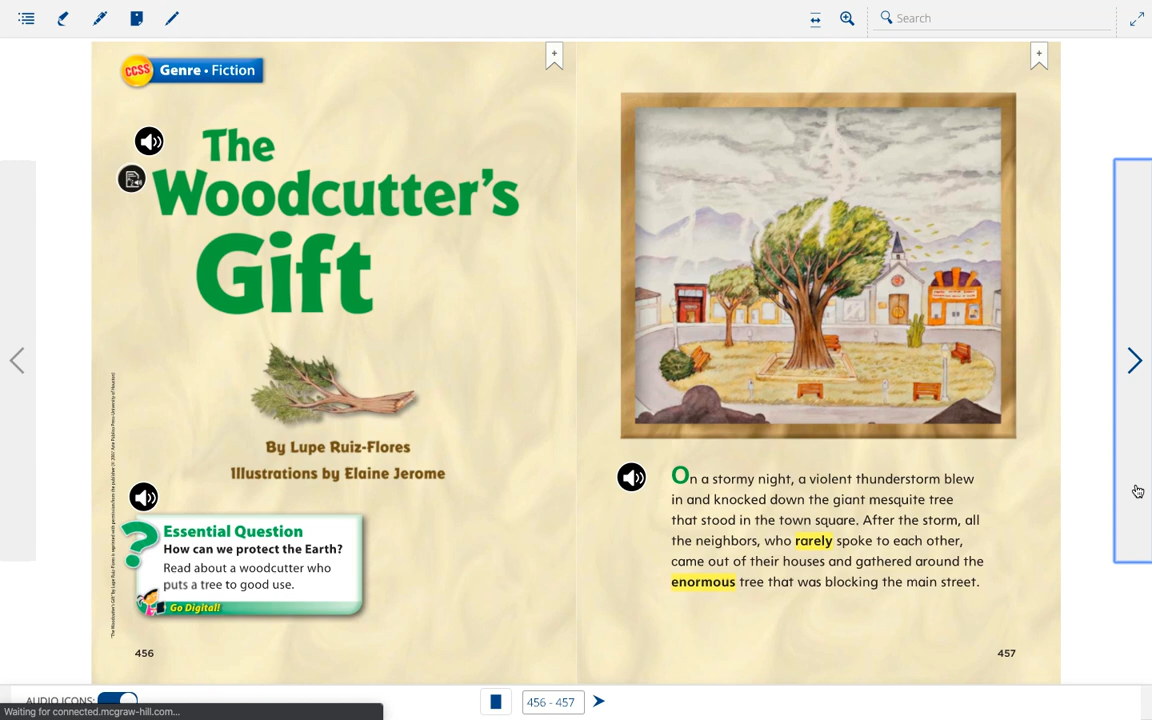 Search
CCSS Genre • Fiction
The
Woodcutter's
Gift
By Lupe Ruiz-Flores
Illustrations by Elaine Jerome
? Essential Question
How can we protect the Earth?
Read about a woodcutter who
puts a tree to good use.
Go Digital!
456
On a stormy night, a violent thunderstorm blew
in and knocked down the giant mesquite tree
that stood in the town square. After the storm, all
the neighbors, who rarely spoke to each other,
came out of their houses and gathered around the
enormous tree that was blocking the main street.
457
AUDIO ICONS:
456 - 457
Waiting for connected.mcgraw-hill.com...